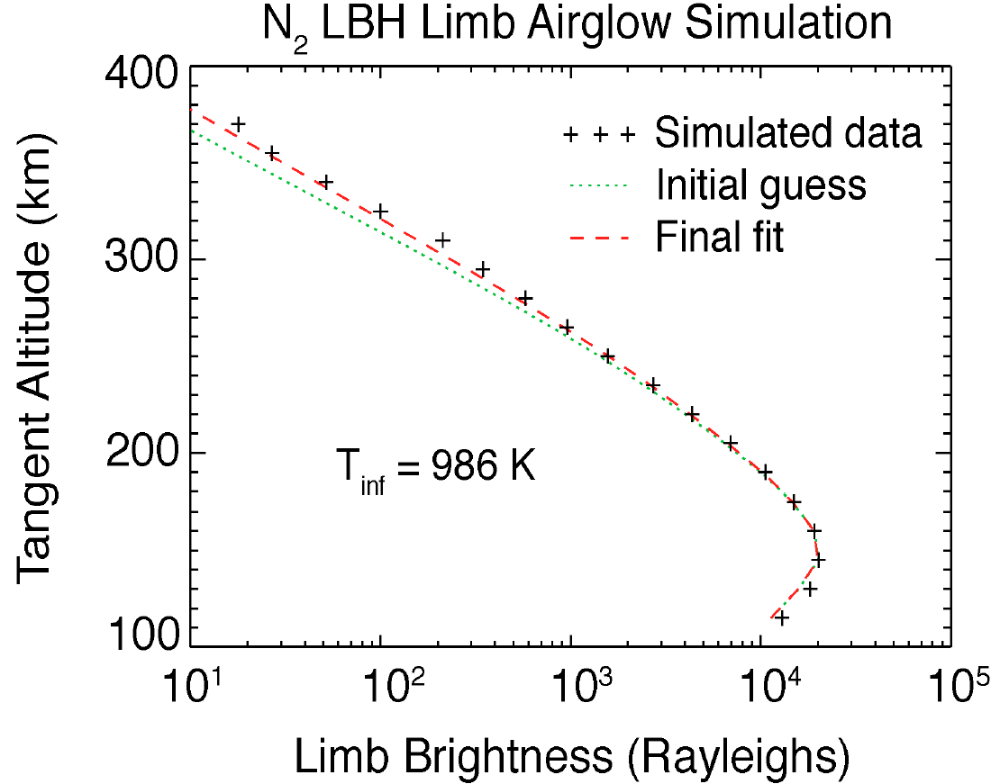 N₂ LBH Limb Airglow Simulation
400
300
200
100
Tangent Altitude (km)
+ + + Simulated data
Initial guess
Final fit
T_inf = 986 K
10¹ 10² 10³ 10⁴ 10⁵
Limb Brightness (Rayleighs)